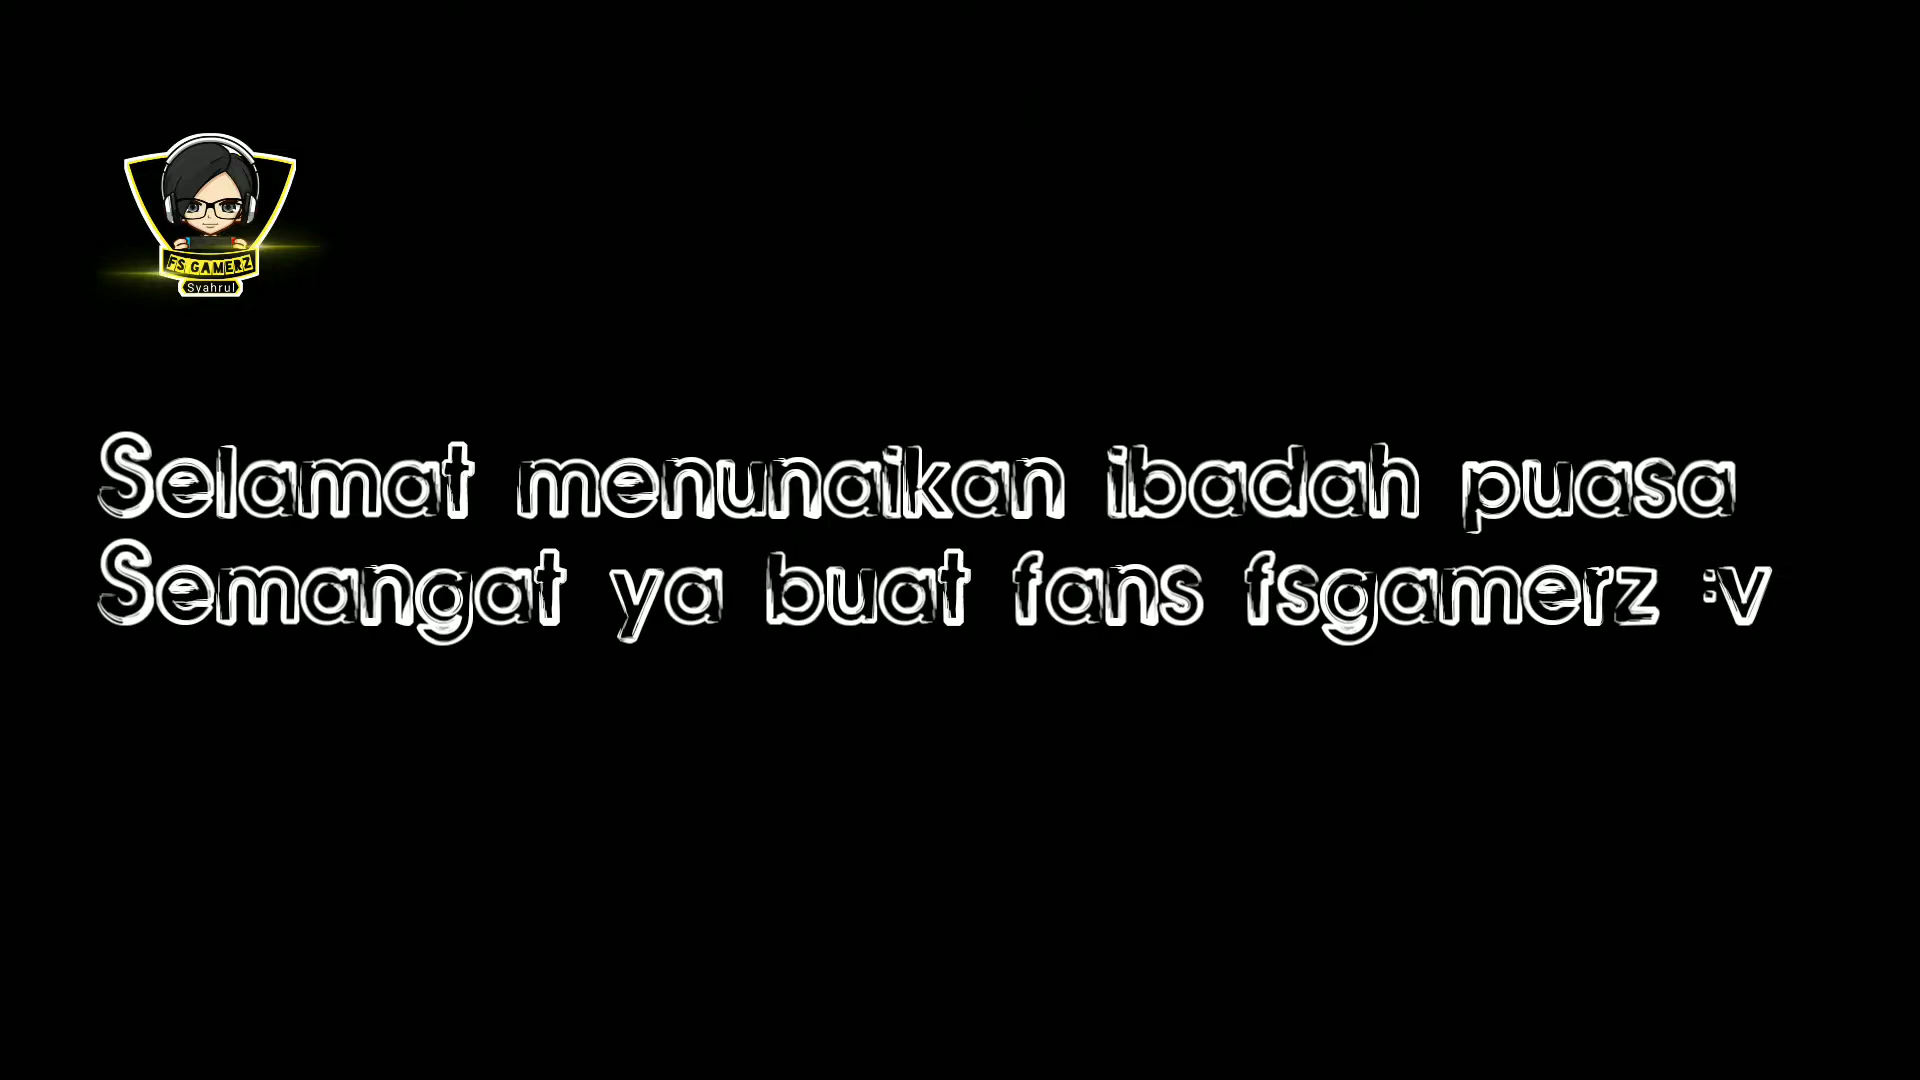 FS GAMERZ
Syahrul
Selamat menunaikan ibadah puasa
Semangat ya buat fans fsgamerz :v